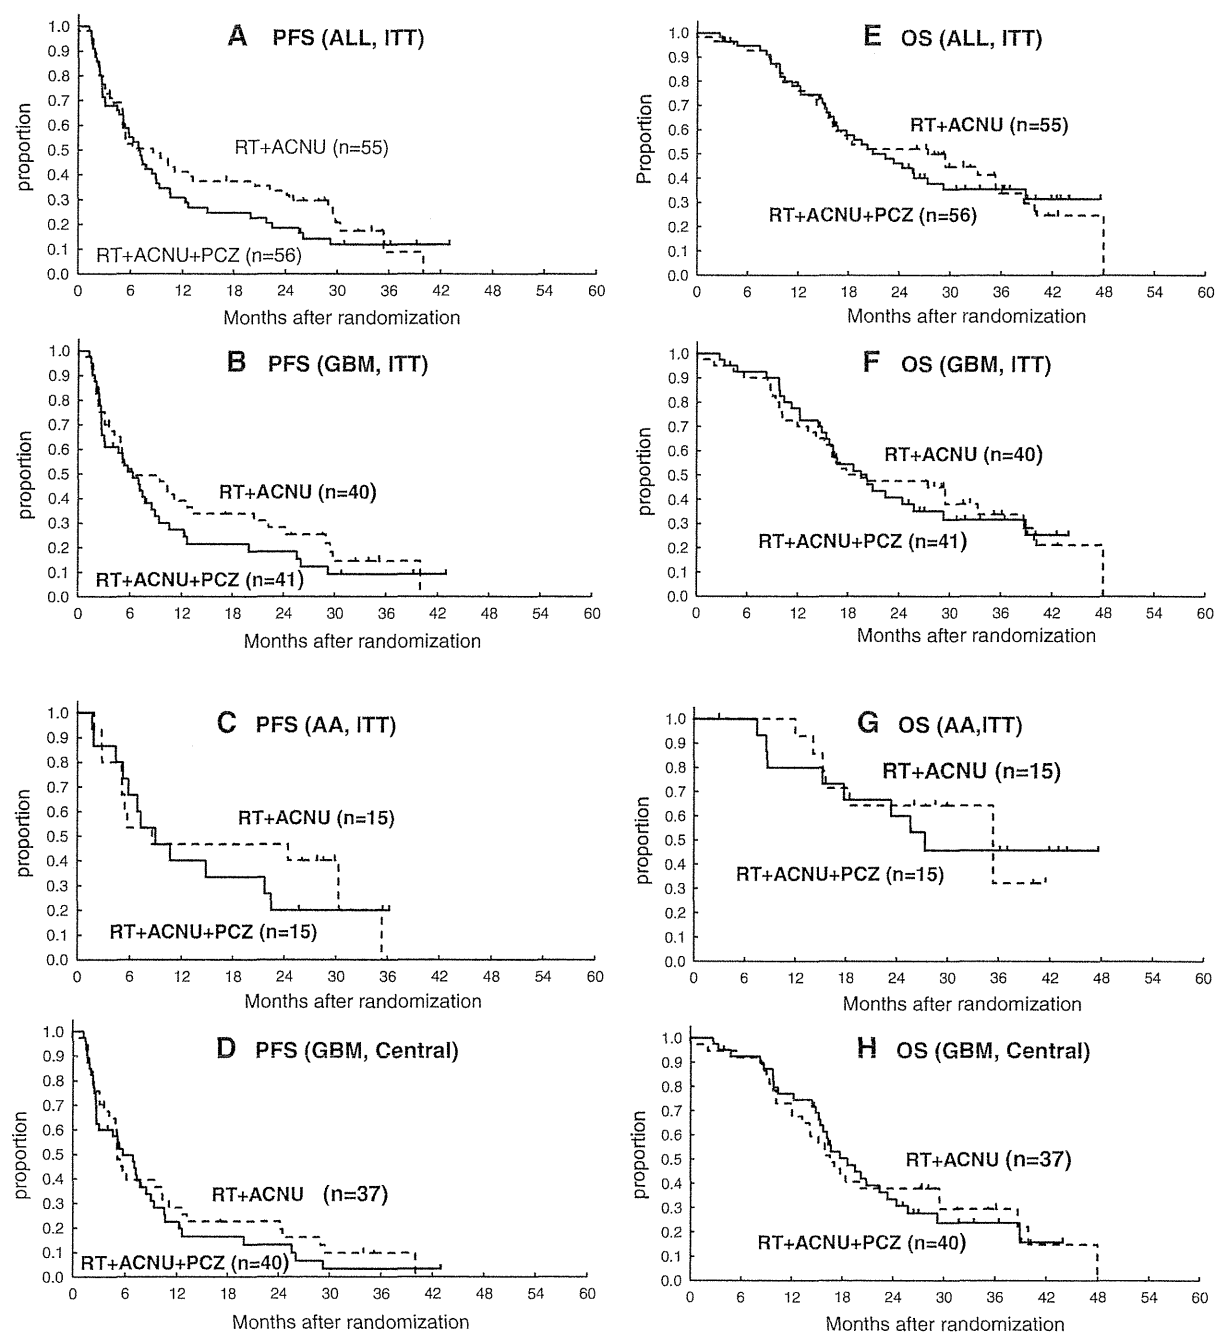 A PFS (ALL, ITT)
1.0
0.9
0.8
0.7
0.6
0.5
0.4
0.3
0.2
0.1
0.0
proportion
RT+ACNU (n=55)
RT+ACNU+PCZ (n=56)
0 6 12 18 24 30 36 42 48 54 60
Months after randomization
E OS (ALL, ITT)
1.0
0.9
0.8
0.7
0.6
0.5
0.4
0.3
0.2
0.1
0.0
Proportion
RT+ACNU (n=55)
RT+ACNU+PCZ (n=56)
0 6 12 18 24 30 36 42 48 54 60
Months after randomization
B PFS (GBM, ITT)
1.0
0.9
0.8
0.7
0.6
0.5
0.4
0.3
0.2
0.1
0.0
proportion
RT+ACNU (n=40)
RT+ACNU+PCZ (n=41)
0 6 12 18 24 30 36 42 48 54 60
Months after randomization
F OS (GBM, ITT)
1.0
0.9
0.8
0.7
0.6
0.5
0.4
0.3
0.2
0.1
0.0
proportion
RT+ACNU (n=40)
RT+ACNU+PCZ (n=41)
0 6 12 18 24 30 36 42 48 54 60
Months after randomization
C PFS (AA, ITT)
1.0
0.9
0.8
0.7
0.6
0.5
0.4
0.3
0.2
0.1
0.0
proportion
RT+ACNU (n=15)
RT+ACNU+PCZ (n=15)
0 6 12 18 24 30 36 42 48 54 60
Months after randomization
G OS (AA,ITT)
1.0
0.9
0.8
0.7
0.6
0.5
0.4
0.3
0.2
0.1
0.0
proportion
RT+ACNU (n=15)
RT+ACNU+PCZ (n=15)
0 6 12 18 24 30 36 42 48 54 60
Months after randomization
D PFS (GBM, Central)
1.0
0.9
0.8
0.7
0.6
0.5
0.4
0.3
0.2
0.1
0.0
proportion
RT+ACNU (n=37)
RT+ACNU+PCZ (n=40)
0 6 12 18 24 30 36 42 48 54 60
Months after randomization
H OS (GBM, Central)
1.0
0.9
0.8
0.7
0.6
0.5
0.4
0.3
0.2
0.1
0.0
proportion
RT+ACNU (n=37)
RT+ACNU+PCZ (n=40)
0 6 12 18 24 30 36 42 48 54 60
Months after randomization